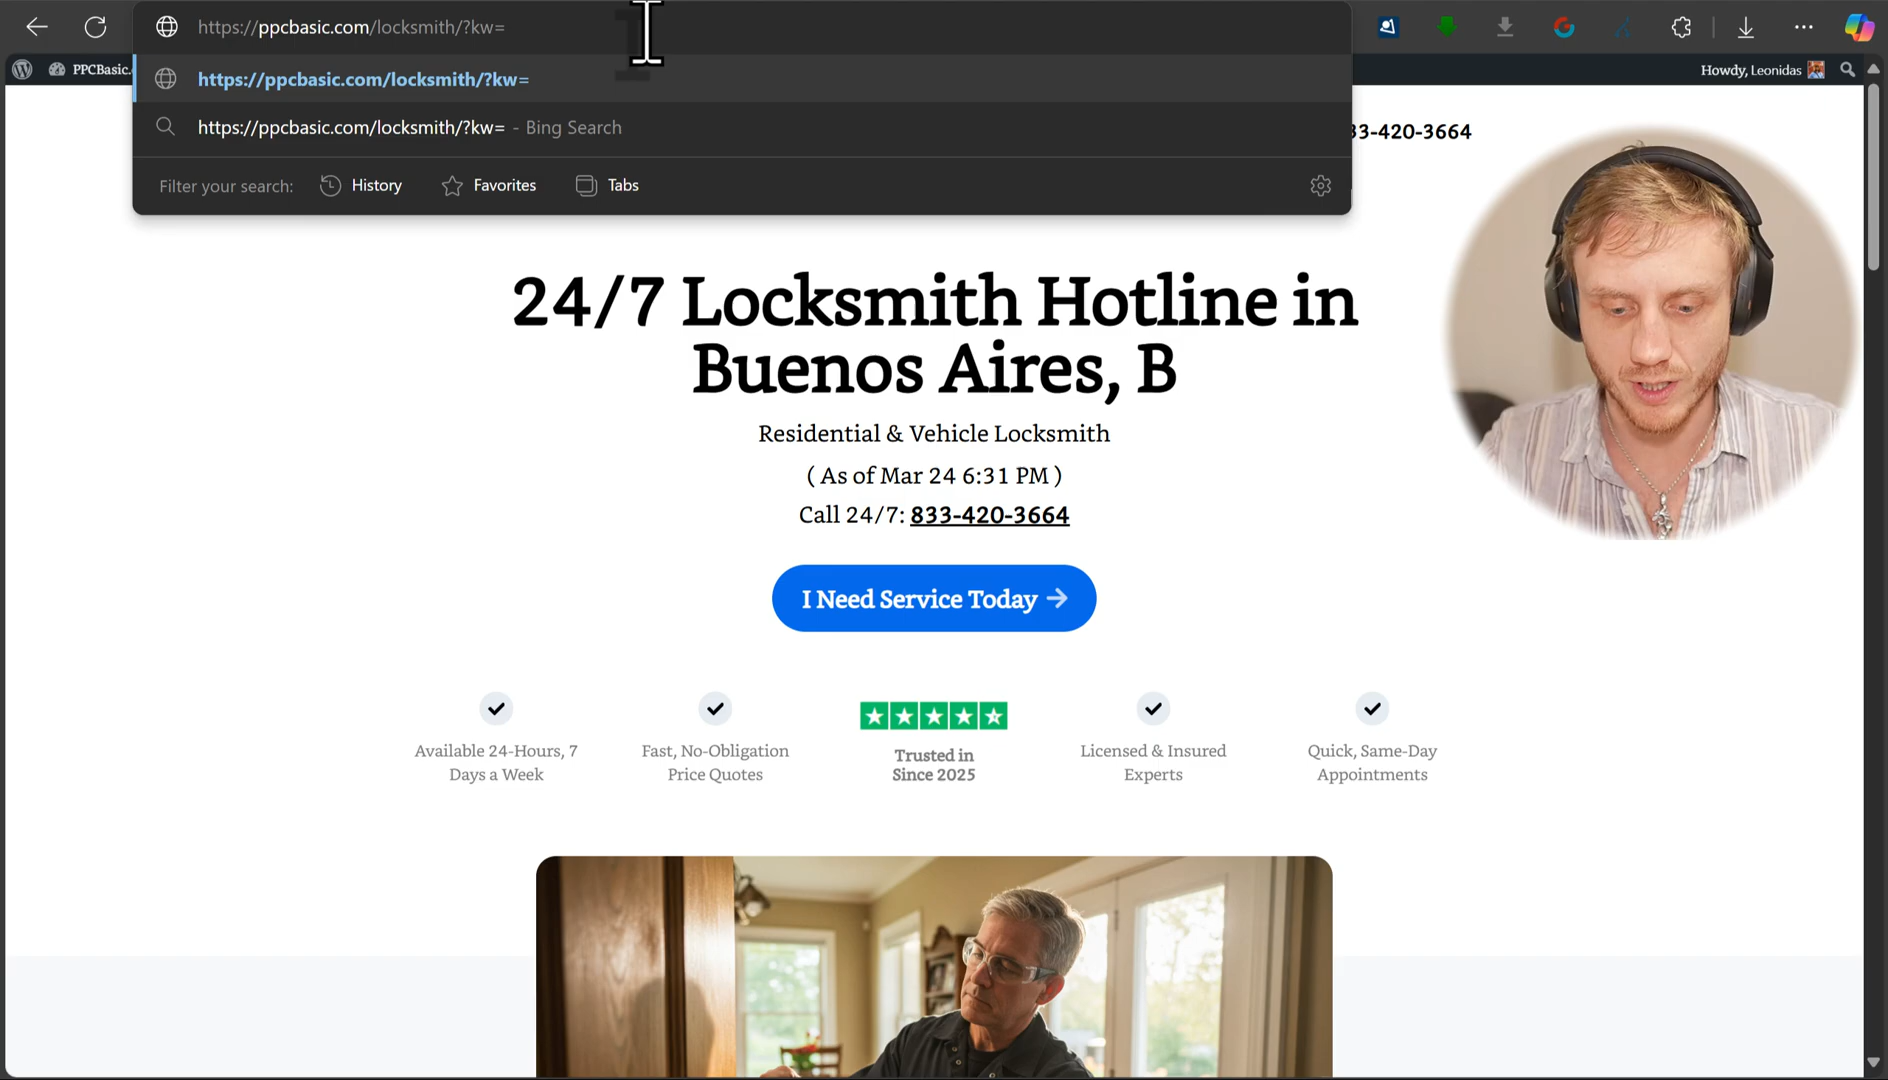 https://ppcbasic.com/locksmith/?kw=
PPCBasic.
https://ppcbasic.com/locksmith/?kw=
https://ppcbasic.com/locksmith/?kw= - Bing Search
Filter your search: History Favorites Tabs
Howdy, Leonidas
33-420-3664
24/7 Locksmith Hotline in
Buenos Aires, B
Residential & Vehicle Locksmith
( As of Mar 24 6:31 PM )
Call 24/7: 833-420-3664
I Need Service Today
Available 24-Hours, 7
Days a Week
Fast, No-Obligation
Price Quotes
Trusted in
Since 2025
Licensed & Insured
Experts
Quick, Same-Day
Appointments